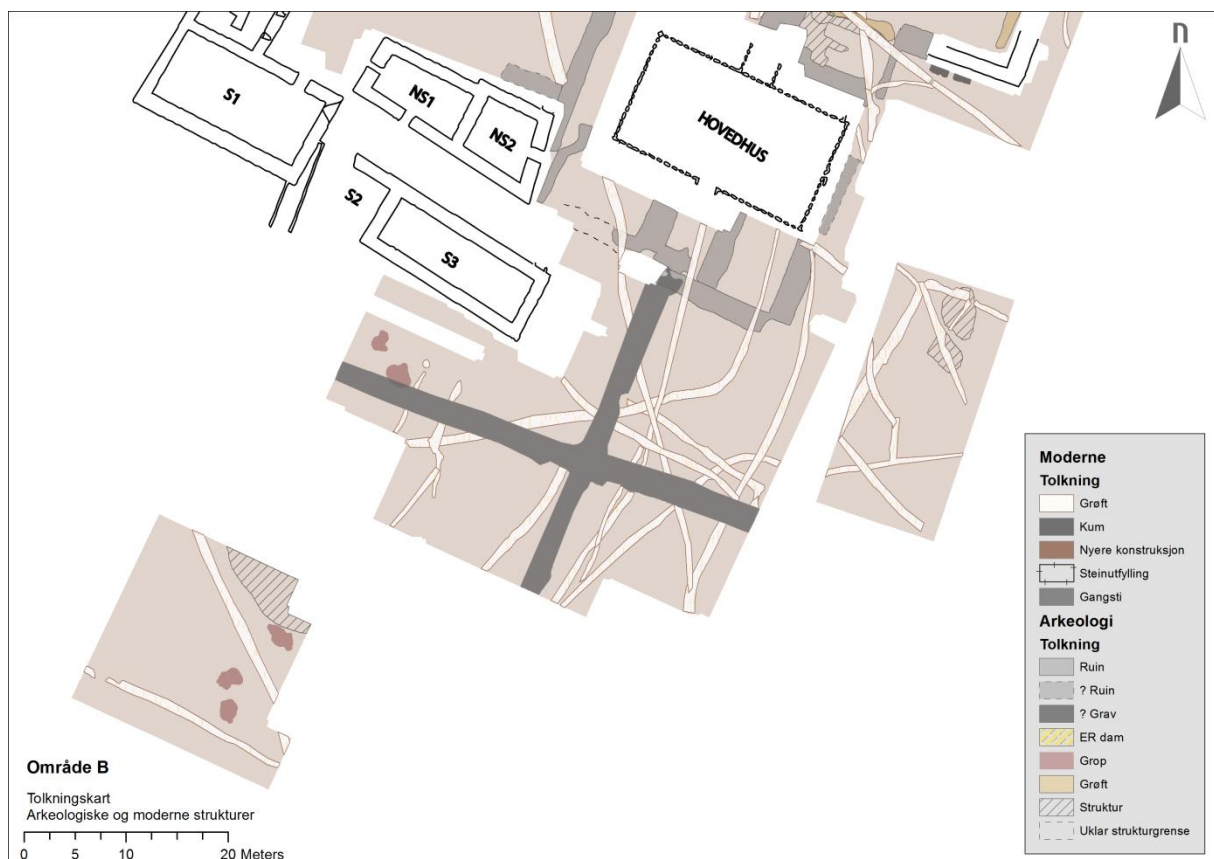 n
S1
NS1
NS2
HOVEDHUS
S2
S3
Moderne
Tolkning
Grøft
Kum
Nyere konstruksjon
Steinutfylling
Gangsti
Arkeologi
Tolkning
Ruin
? Ruin
? Grav
ER dam
Grop
Grøft
Struktur
Uklar strukturgrense
Område B
Tolkningskart
Arkeologiske og moderne strukturer
0 5 10 20 Meters